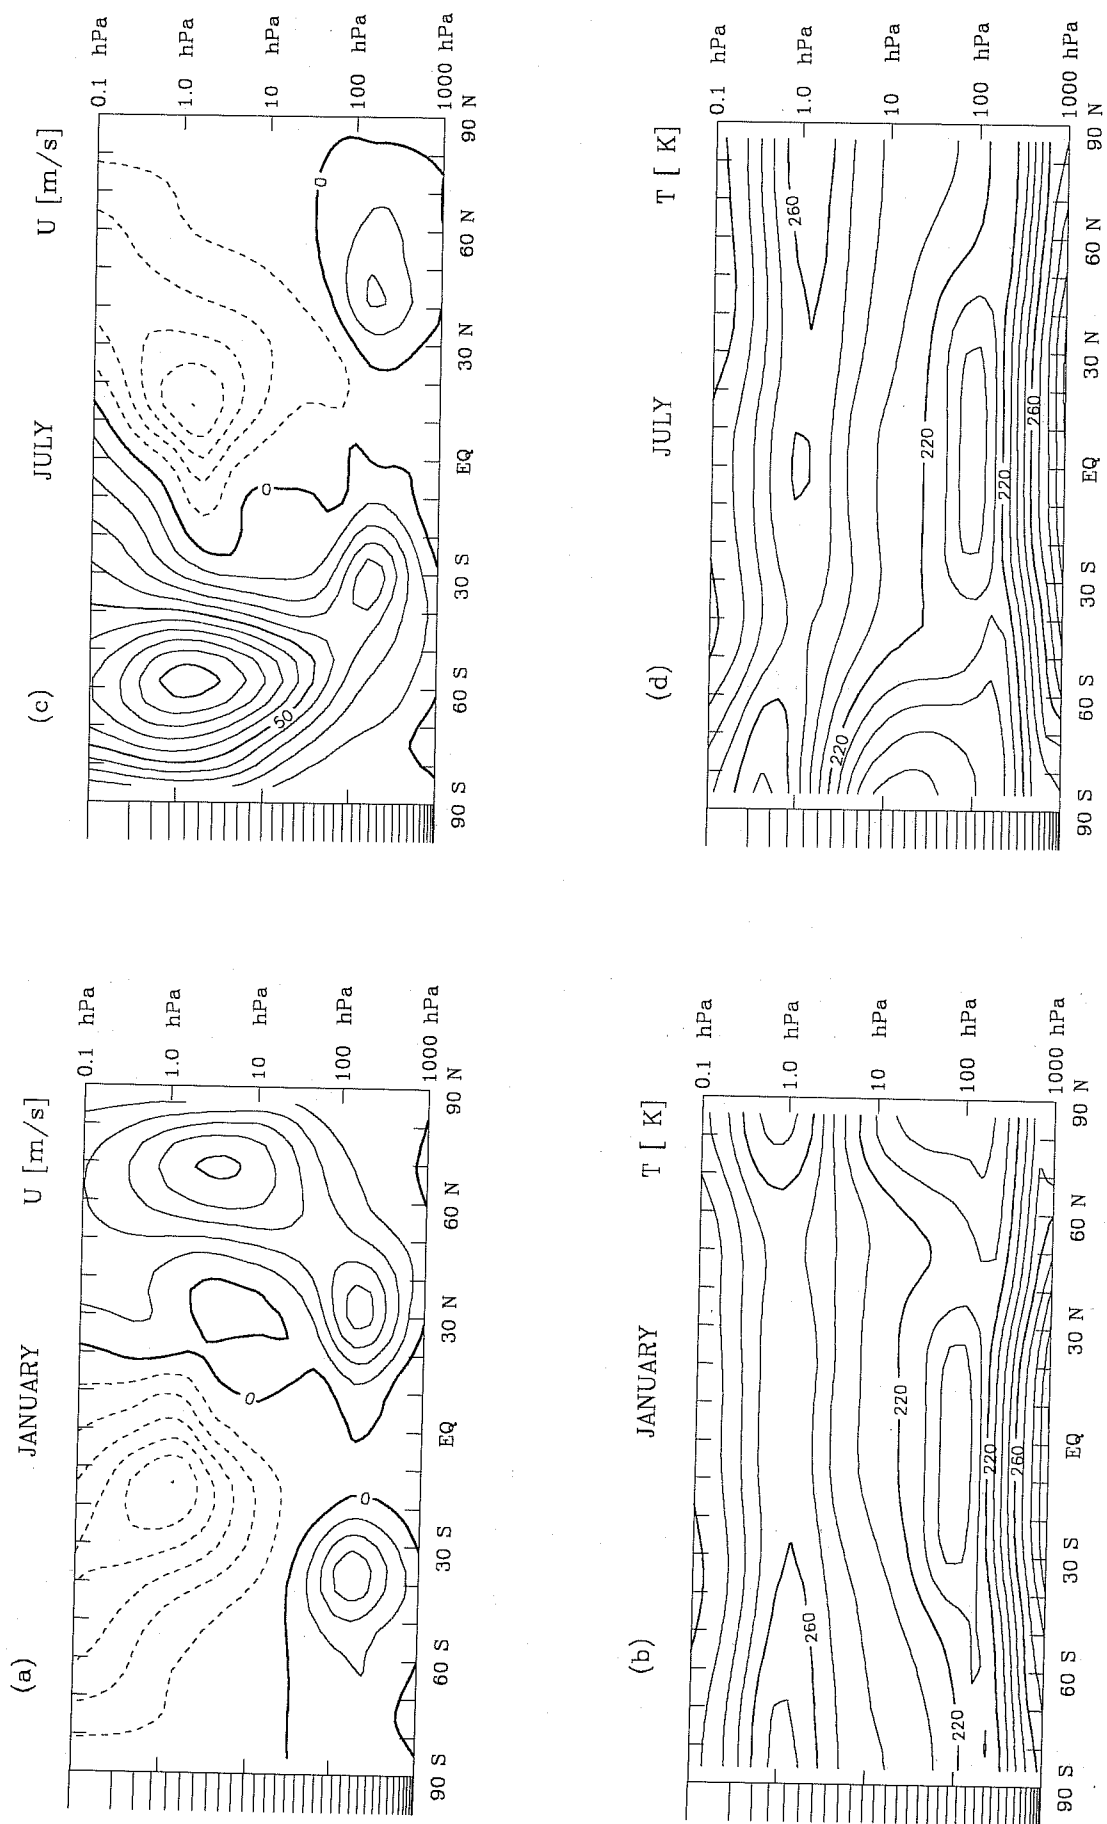 (a) JANUARY U [m/s]
0.1 hPa
1.0 hPa
10 hPa
100 hPa
1000 hPa
0
0
90 S 60 S 30 S EQ 30 N 60 N 90 N
(b) JANUARY T [ K]
0.1 hPa
1.0 hPa
10 hPa
100 hPa
1000 hPa
260
220
220
220
260
90 S 60 S 30 S EQ 30 N 60 N 90 N
(c) JULY U [m/s]
0.1 hPa
1.0 hPa
10 hPa
100 hPa
1000 hPa
0
0
50
90 S 60 S 30 S EQ 30 N 60 N 90 N
(d) JULY T [ K]
0.1 hPa
1.0 hPa
10 hPa
100 hPa
1000 hPa
260
220
220
220
260
90 S 60 S 30 S EQ 30 N 60 N 90 N